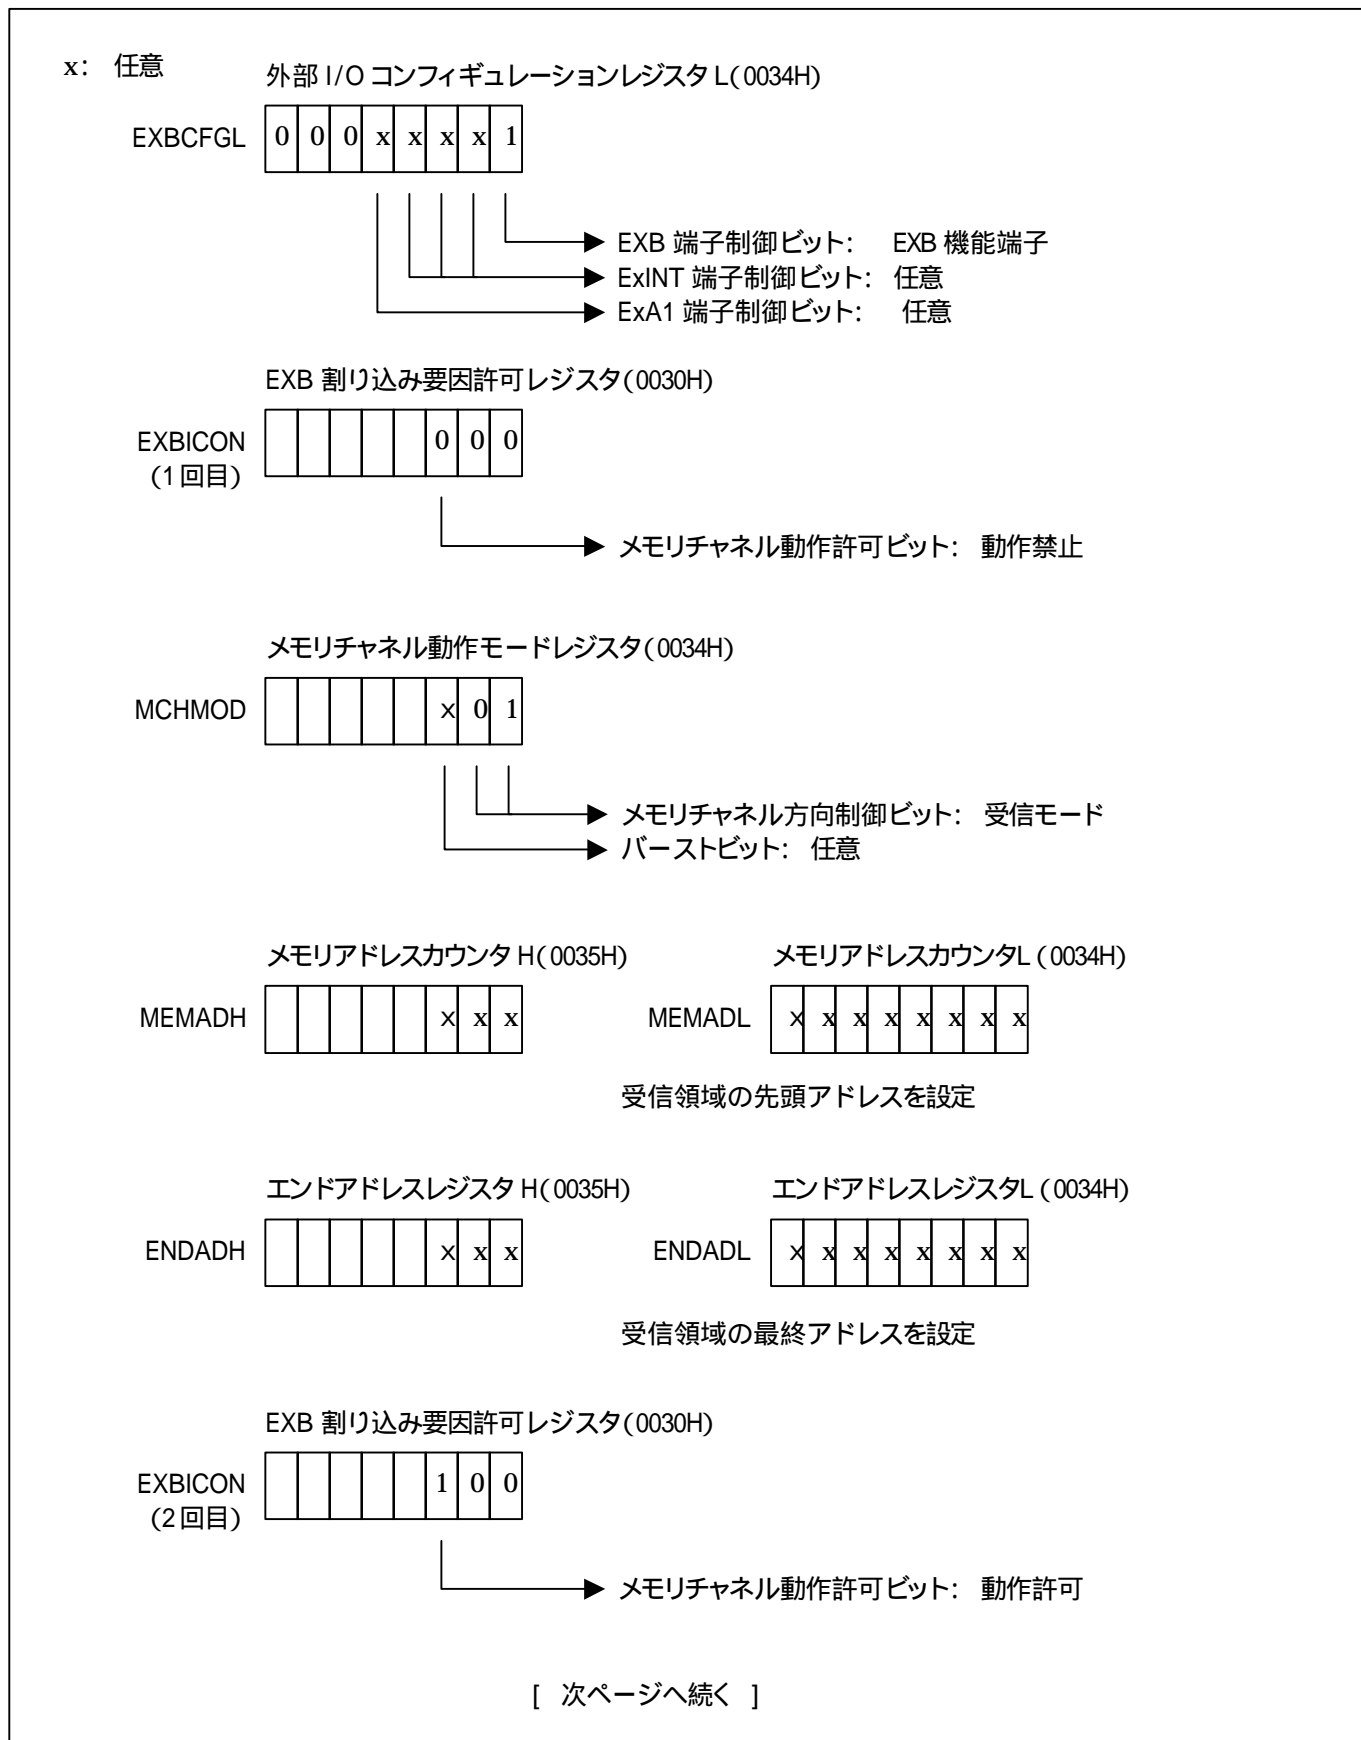 x: 任意
外部 I/O コンフィギュレーションレジスタ L(0034H)
EXBCFGL 0 0 0 x x x x 1
EXB 端子制御ビット: EXB 機能端子
ExINT 端子制御ビット: 任意
ExA1 端子制御ビット: 任意
EXB 割り込み要因許可レジスタ(0030H)
EXBICON 0 0 0
(1回目)
メモリチャネル動作許可ビット: 動作禁止
メモリチャネル動作モードレジスタ(0034H)
MCHMOD x 0 1
メモリチャネル方向制御ビット: 受信モード
バーストビット: 任意
メモリアドレスカウンタ H(0035H) メモリアドレスカウンタL (0034H)
MEMADH x x x MEMADL x x x x x x x x
受信領域の先頭アドレスを設定
エンドアドレスレジスタ H(0035H) エンドアドレスレジスタL (0034H)
ENDADH x x x ENDADL x x x x x x x x
受信領域の最終アドレスを設定
EXB 割り込み要因許可レジスタ(0030H)
EXBICON 1 0 0
(2回目)
メモリチャネル動作許可ビット: 動作許可
[ 次ページへ続く ]